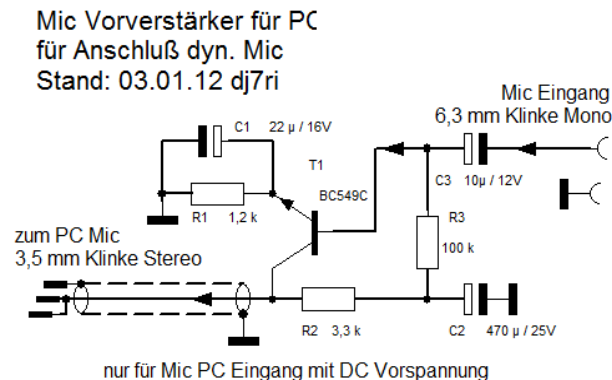 Mic Vorverstärker für PC
für Anschluß dyn. Mic
Stand: 03.01.12 dj7ri
Mic Eingang
6,3 mm Klinke Mono
C1 22 µ / 16V
T1
BC549C
C3 10µ / 12V
R1 1,2 k
R3
100 k
zum PC Mic
3,5 mm Klinke Stereo
R2 3,3 k
C2 470 µ / 25V
nur für Mic PC Eingang mit DC Vorspannung